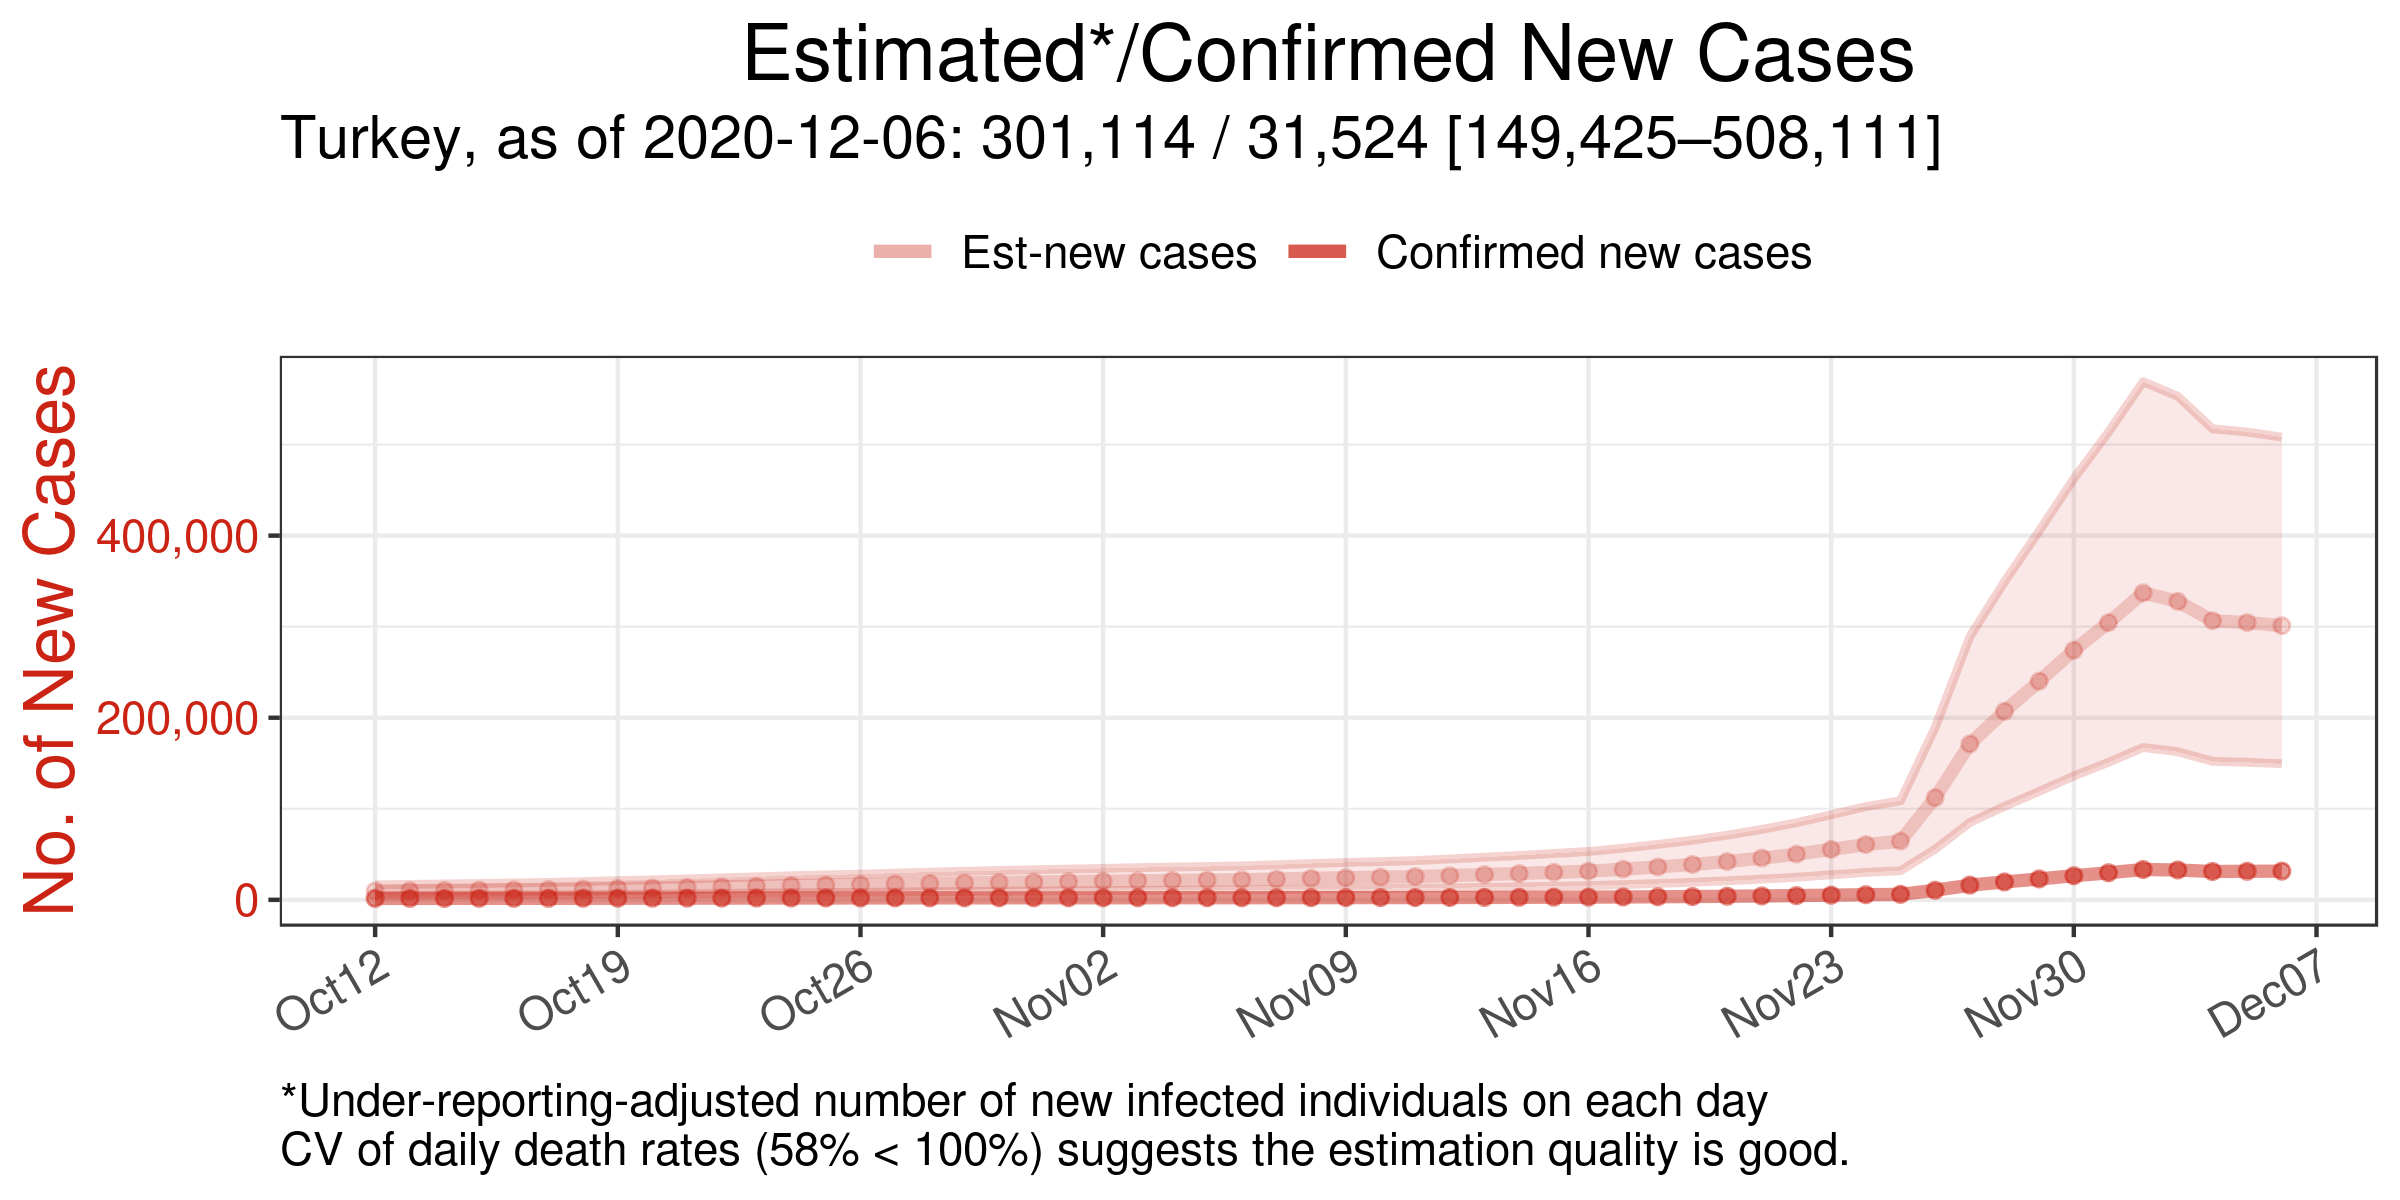 Estimated*/Confirmed New Cases
Turkey, as of 2020-12-06: 301,114 / 31,524 [149,425–508,111]
Est-new cases Confirmed new cases
No. of New Cases
400,000
200,000
0
Oct12 Oct19 Oct26 Nov02 Nov09 Nov16 Nov23 Nov30 Dec07
*Under-reporting-adjusted number of new infected individuals on each day
CV of daily death rates (58% < 100%) suggests the estimation quality is good.